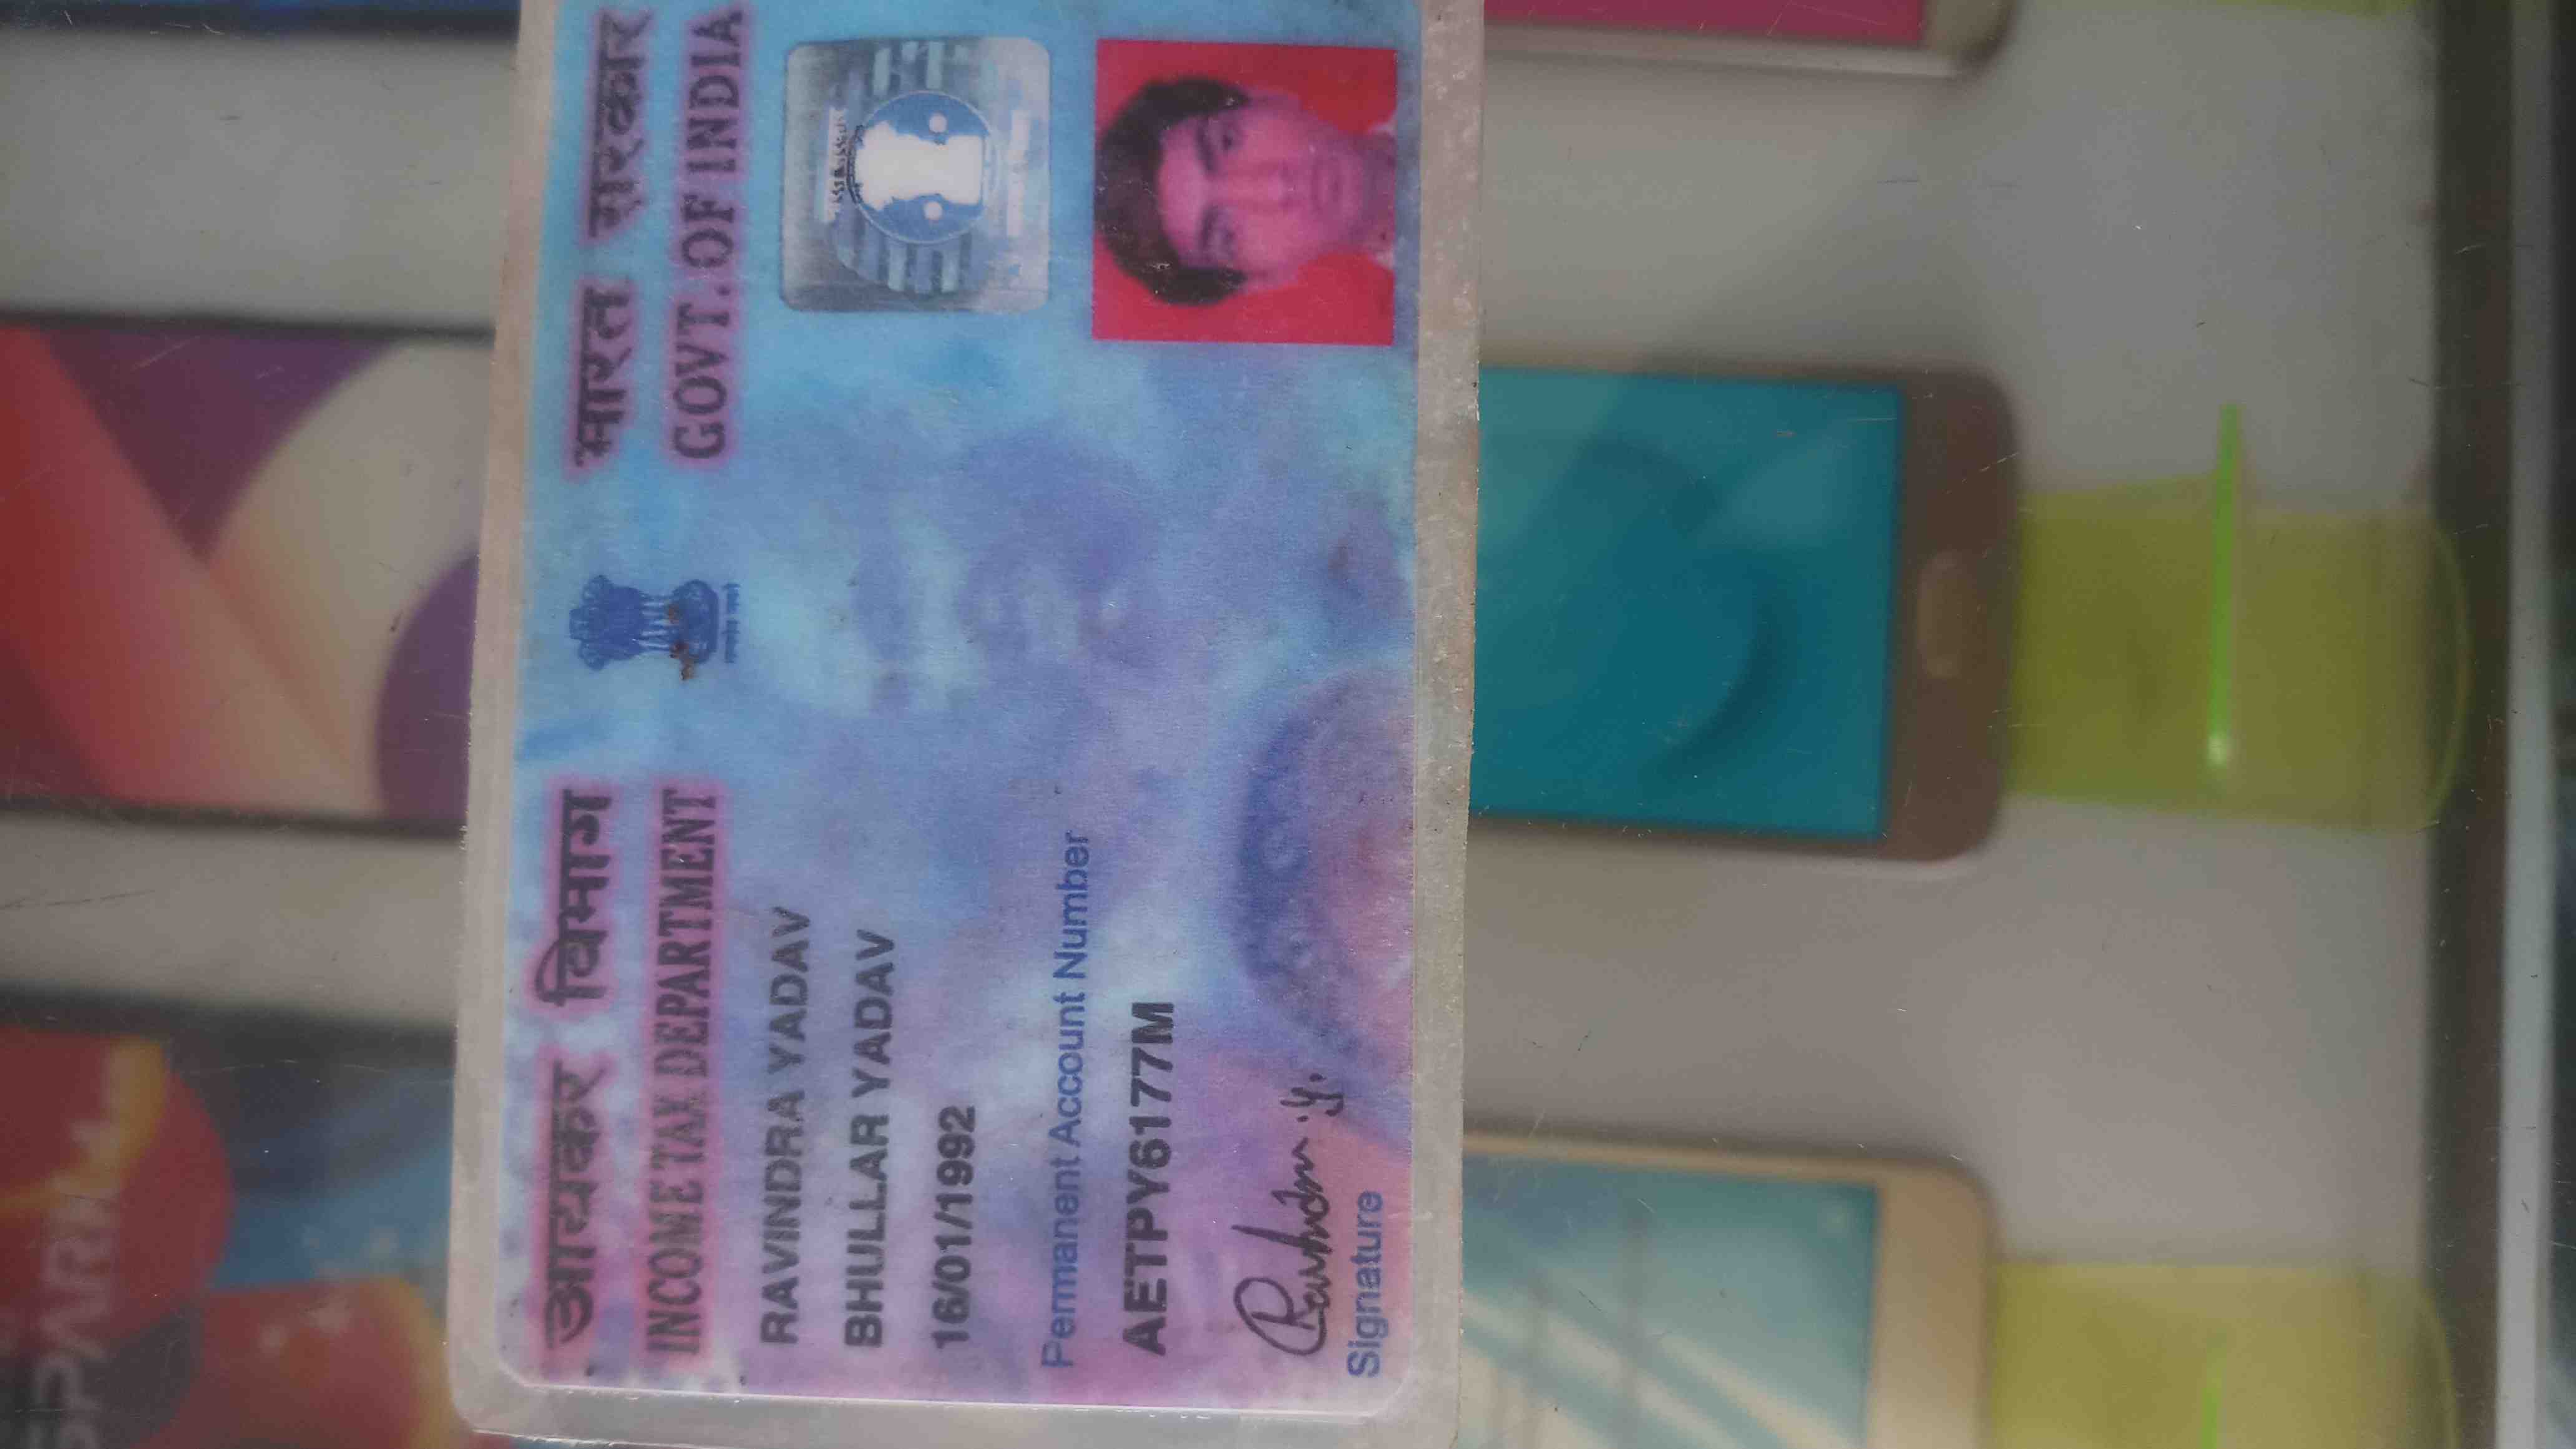 आयकर विभाग
INCOME TAX DEPARTMENT
भारत सरकार
GOVT. OF INDIA
RAVINDRA YADAV
BHULLAR YADAV
16/01/1992
Permanent Account Number
AETPY6177M
Signature
SPARK